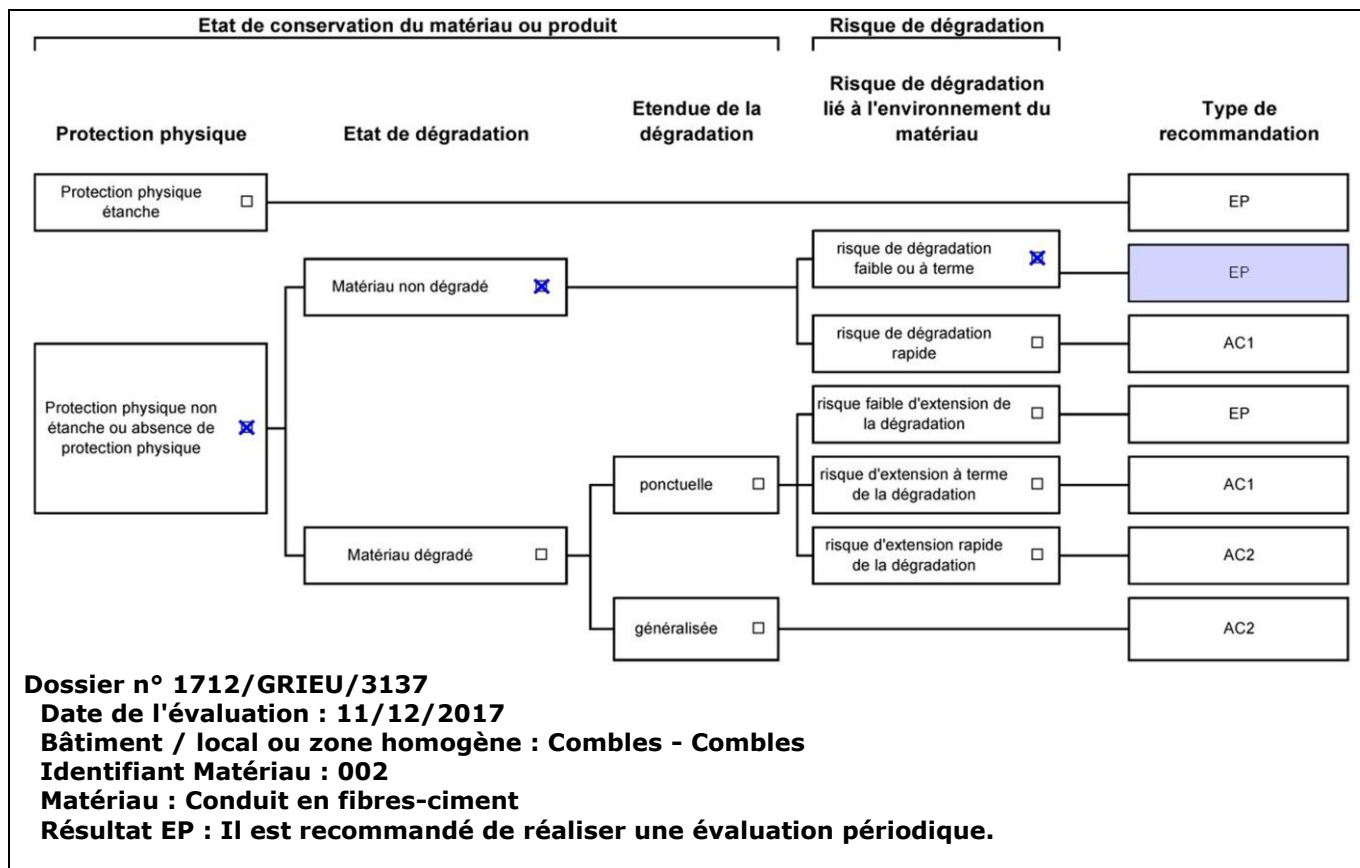 Etat de conservation du matériau ou produit
Risque de dégradation
Protection physique
Etat de dégradation
Etendue de la
dégradation
Risque de dégradation
lié à l'environnement du
matériau
Type de
recommandation
Protection physique
étanche
EP
risque de dégradation
faible ou à terme
EP
Matériau non dégradé
risque de dégradation
rapide
AC1
Protection physique non
étanche ou absence de
protection physique
risque faible d'extension de
la dégradation
EP
ponctuelle
risque d'extension à terme
de la dégradation
AC1
Matériau dégradé
risque d'extension rapide
de la dégradation
AC2
généralisée
AC2
Dossier n° 1712/GRIEU/3137
Date de l'évaluation : 11/12/2017
Bâtiment / local ou zone homogène : Combles - Combles
Identifiant Matériau : 002
Matériau : Conduit en fibres-ciment
Résultat EP : Il est recommandé de réaliser une évaluation périodique.